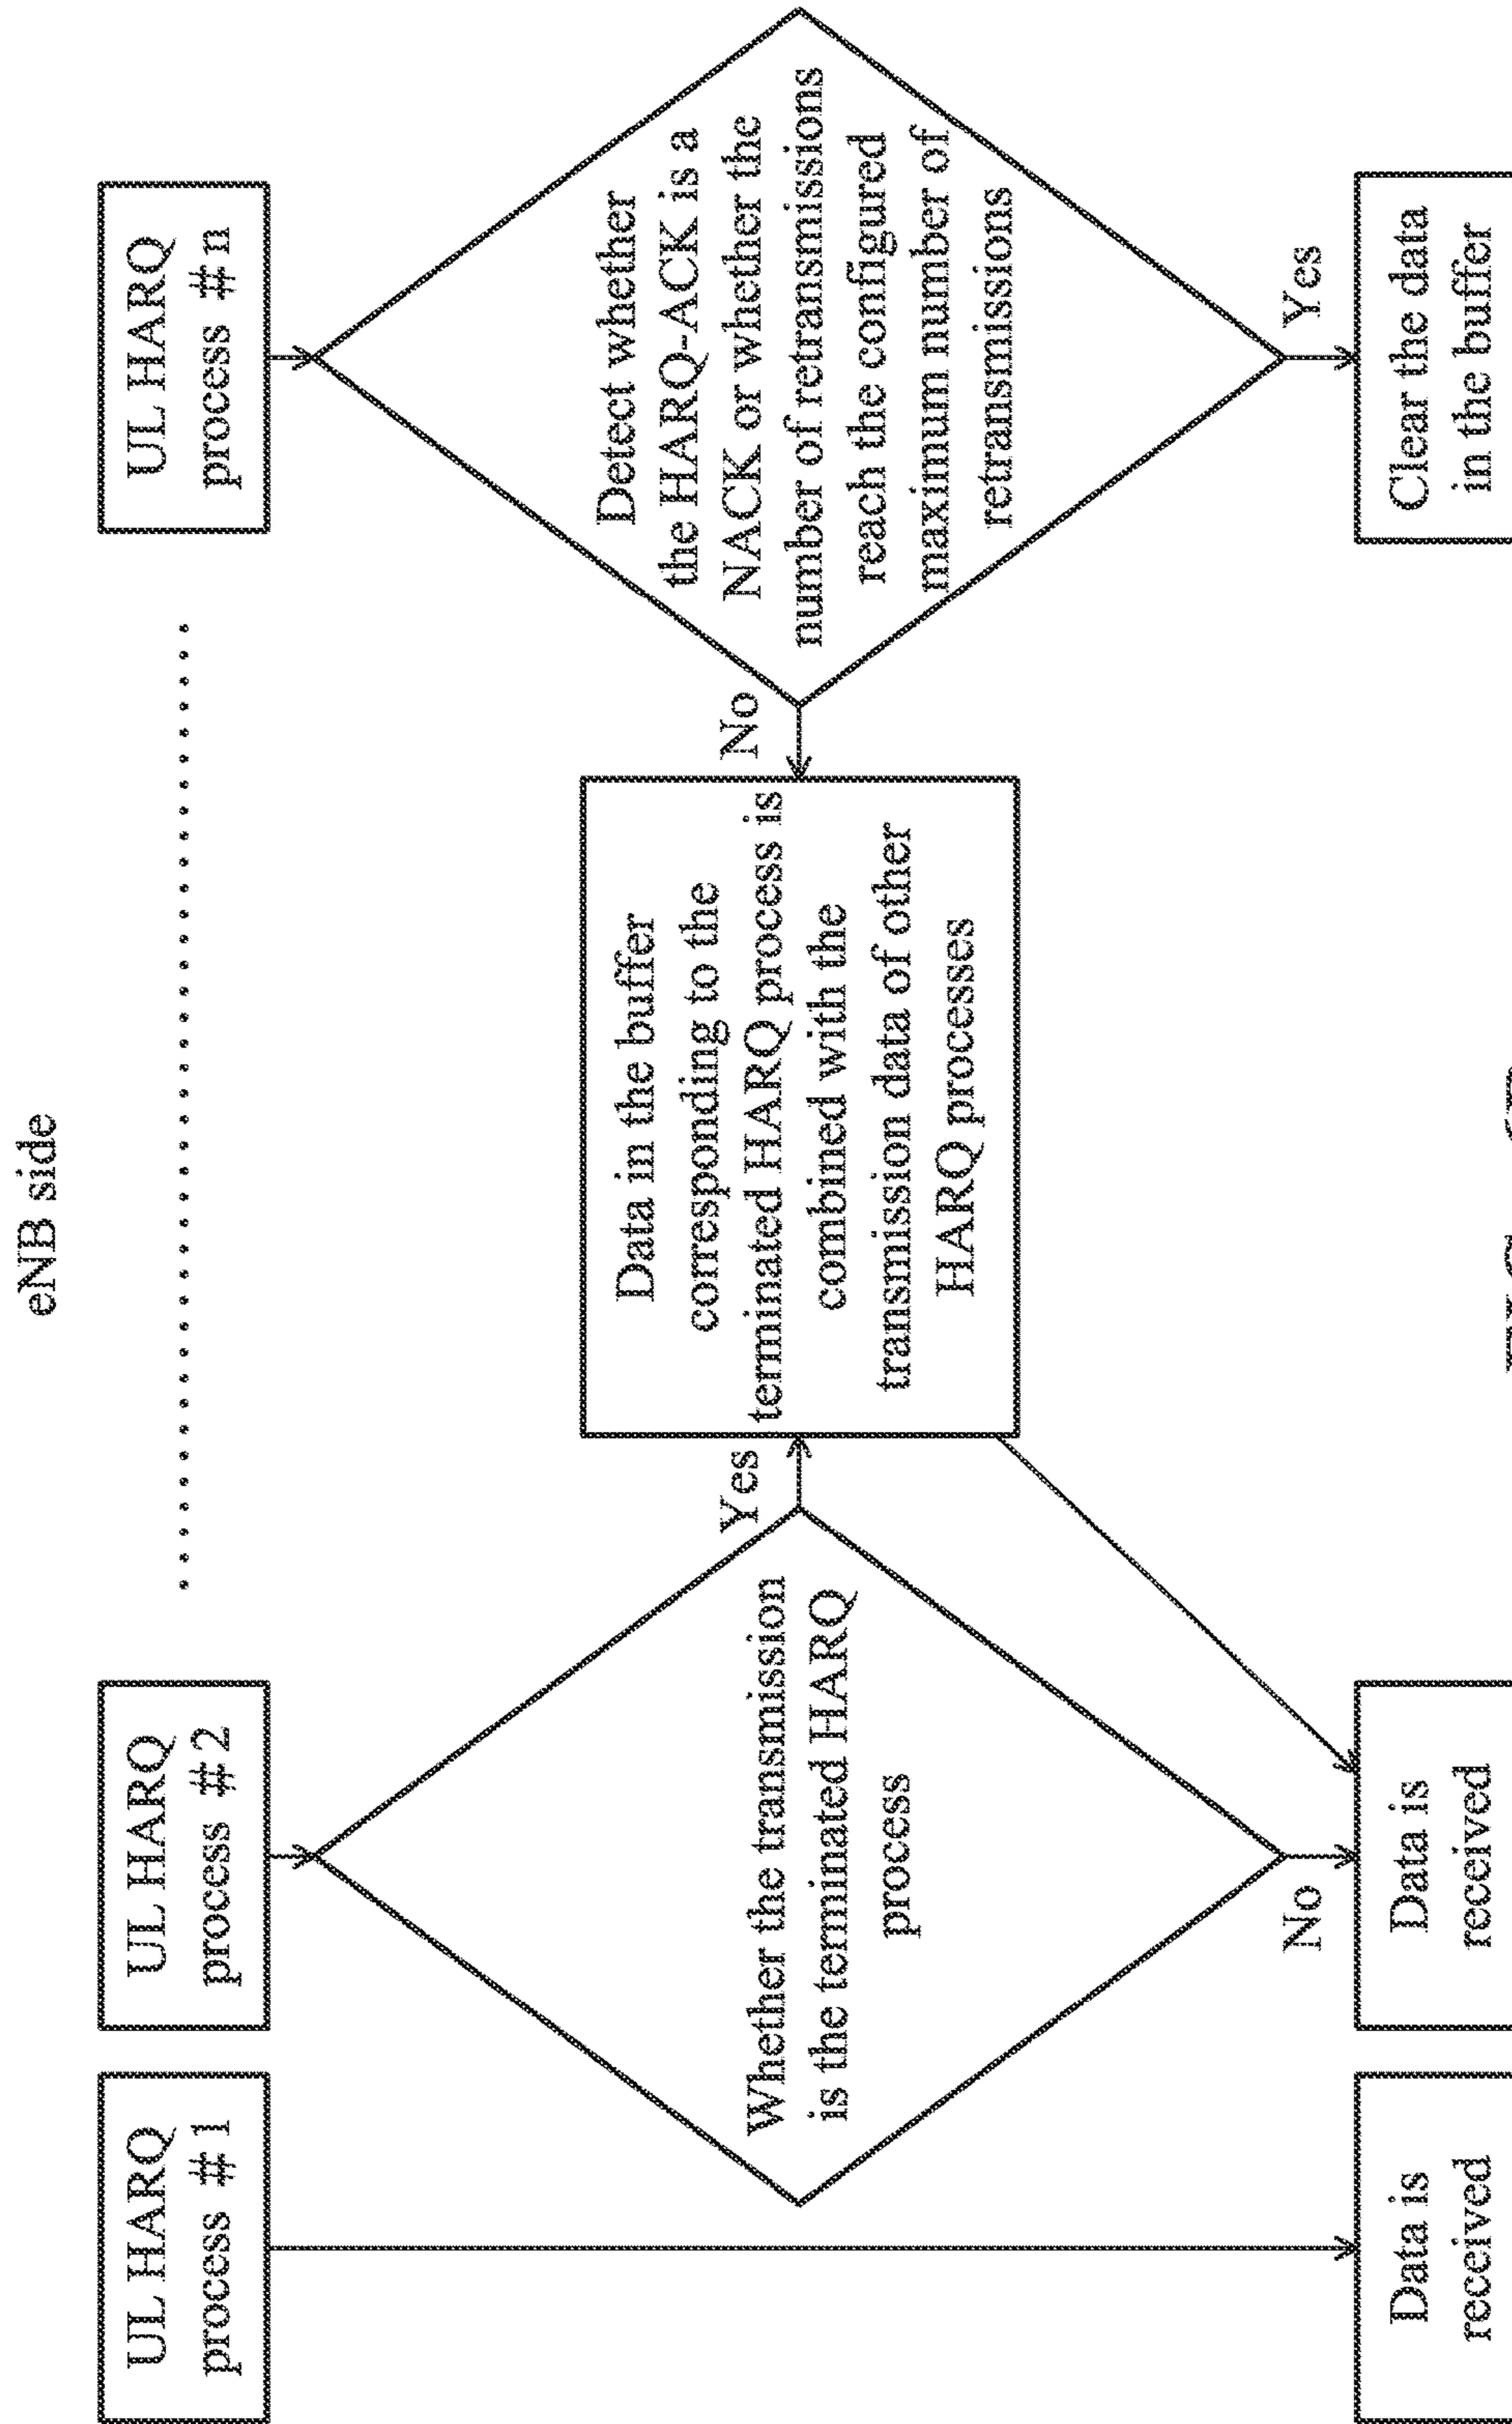 eNB side
UL HARQ
process #1
UL HARQ
process #2
UL HARQ
process #n
Whether the transmission
is the terminated HARQ
process
Yes
No
Data in the buffer
corresponding to the
terminated HARQ process is
combined with the
transmission data of other
HARQ processes
No
Detect whether
the HARQ-ACK is a
NACK or whether the
number of retransmissions
reach the configured
maximum number of
retransmissions
Yes
Data is
received
Data is
received
Clear the data
in the buffer